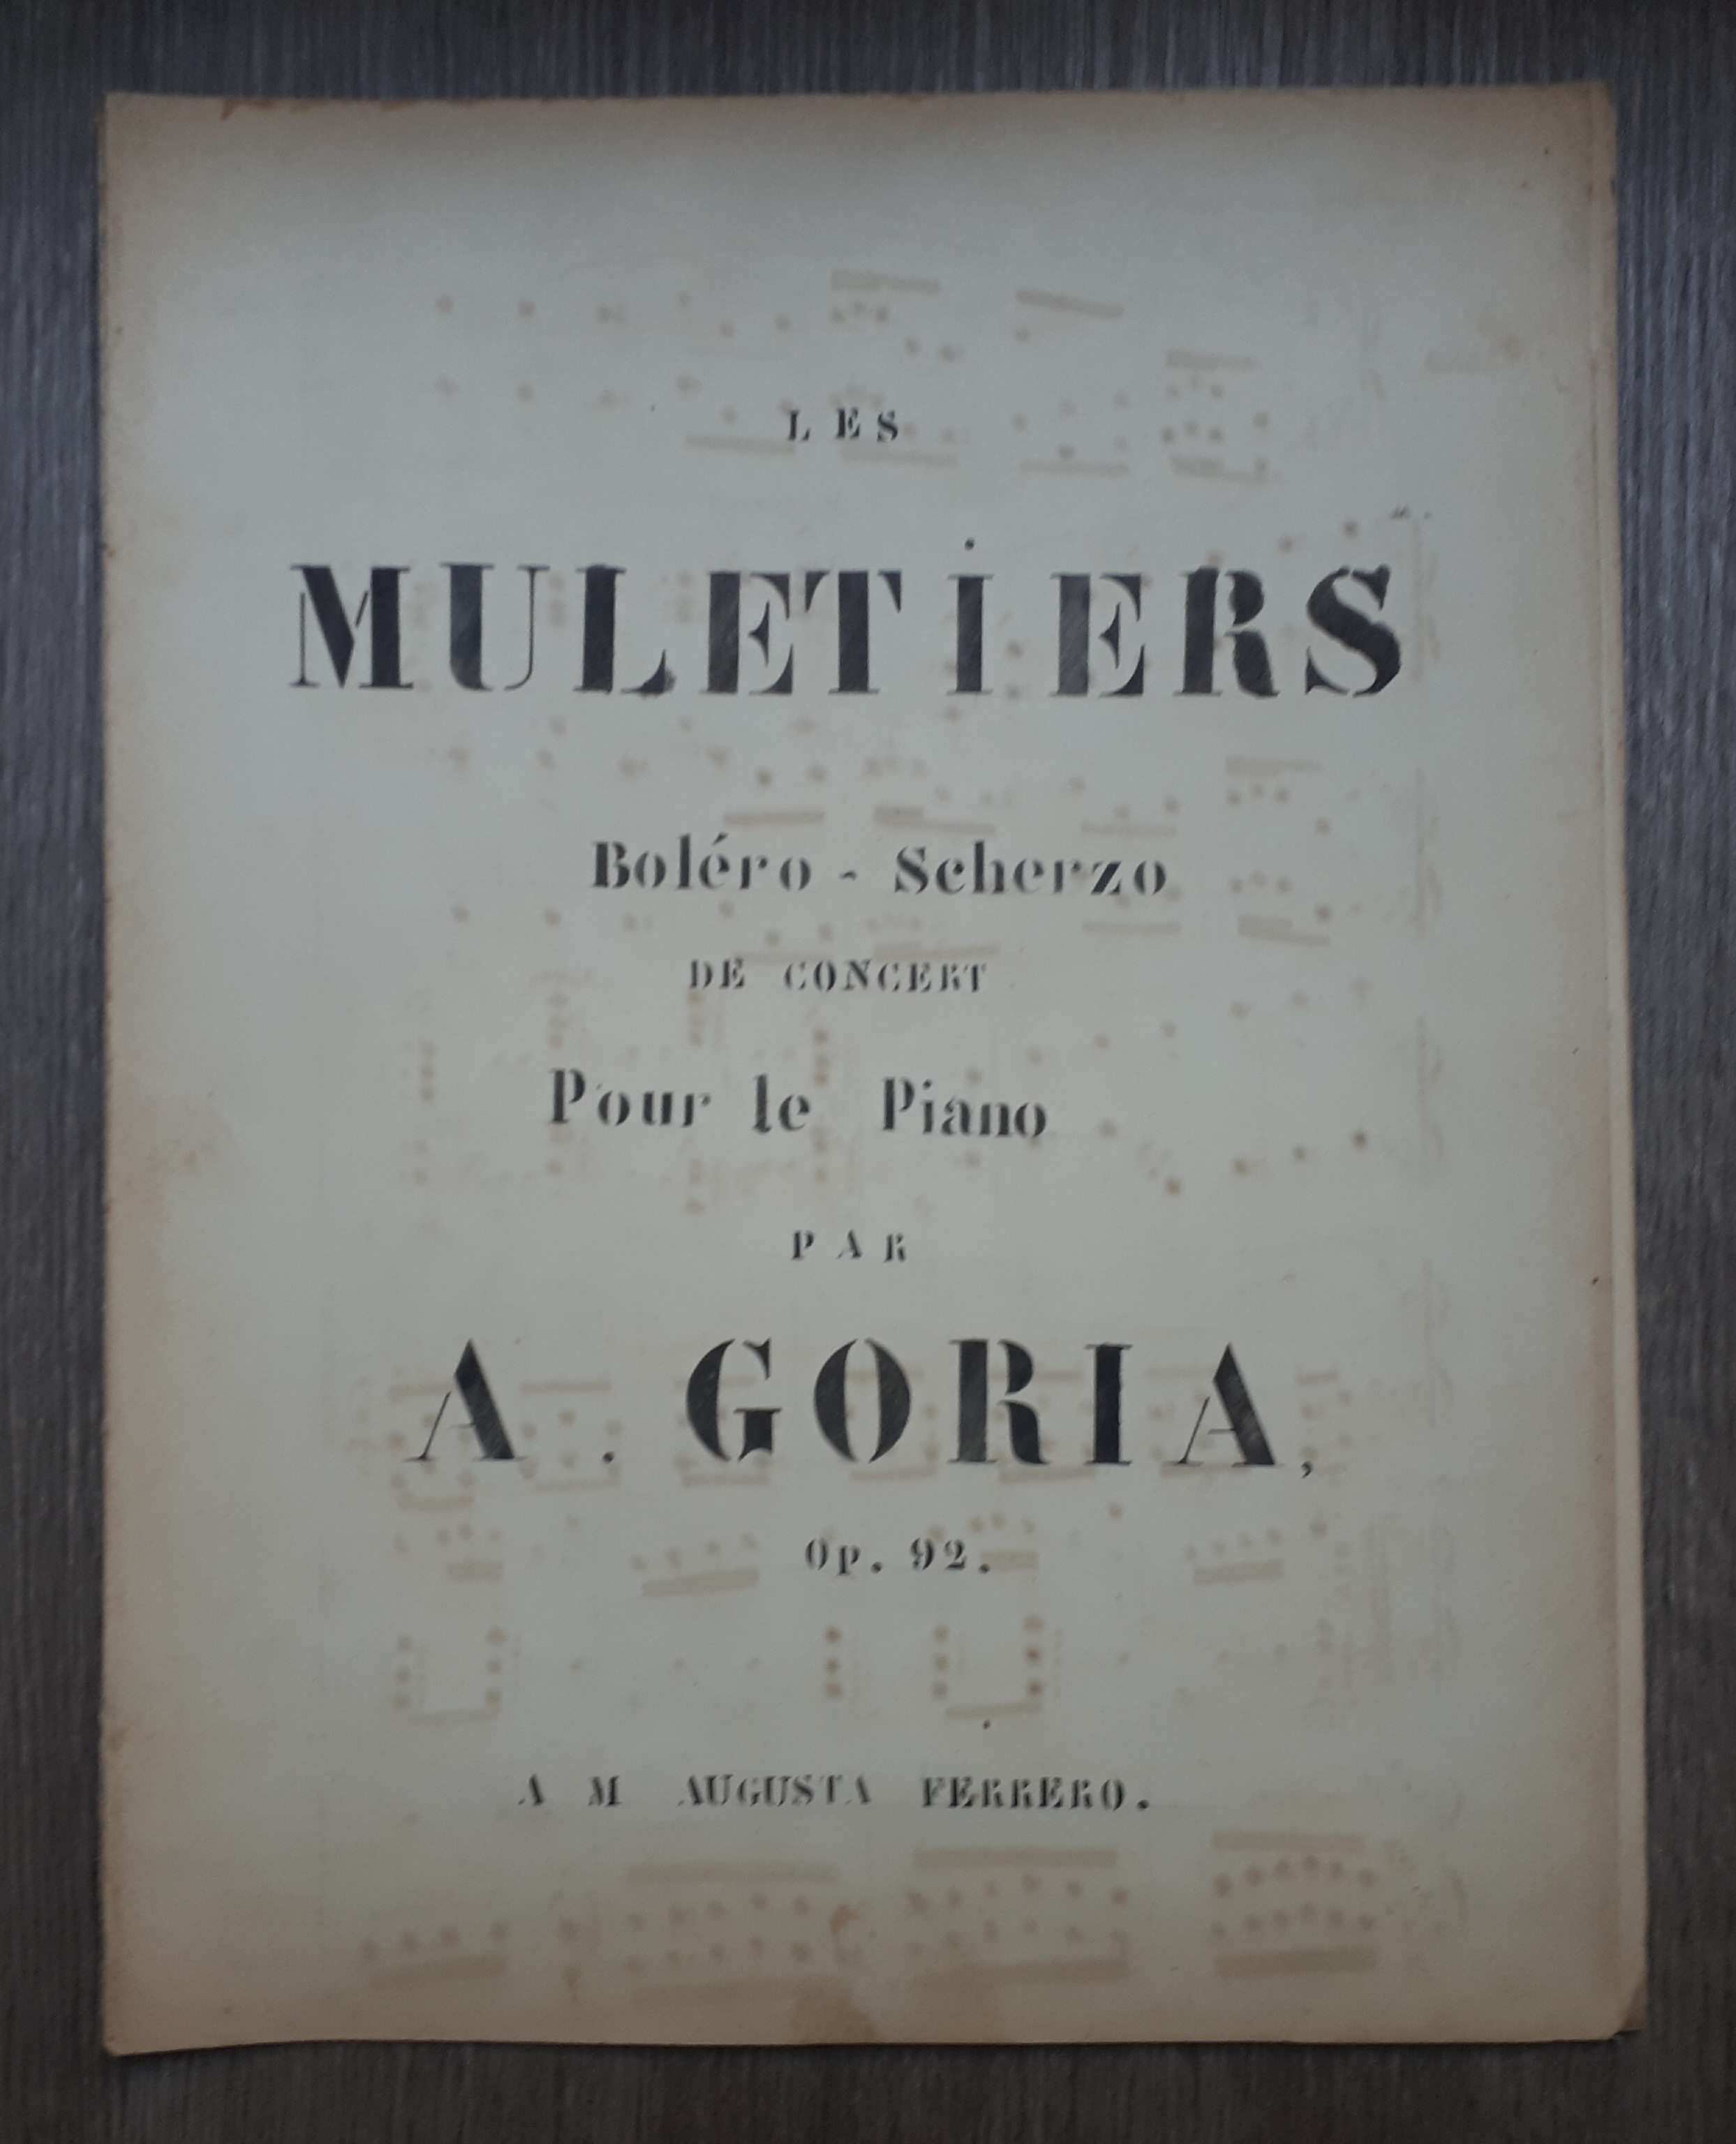 LES
MULETiERS
Boléro - Scherzo
DE CONCERT
Pour le Piano
PAR
A. GORIA,
Op. 92.
A M AUGUSTA FERRERO.